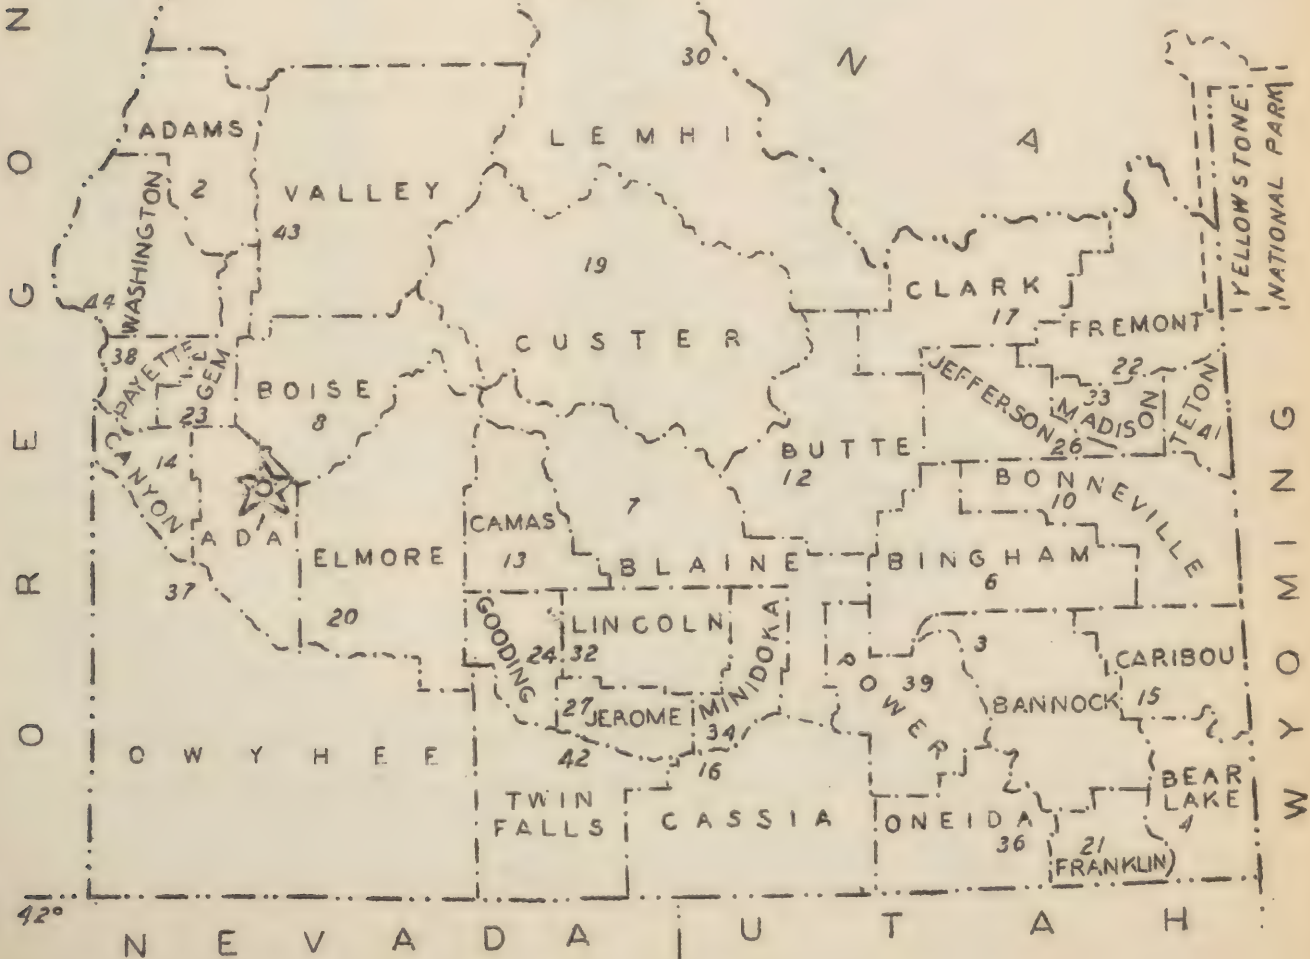 OREGON
N
A
YELLOWSTONE
NATIONAL PARK
WYOMING
30
LEMHI
ADAMS
2
VALLEY
WASHINGTON
43
44
19
CUSTER
CLARK
17
FREMONT
38
PAYETTE
GEM
23
BOISE
8
JEFFERSON
26
22
33
MADISON
TETON
41
CANYON
14
ADA
BUTTE
12
BONNEVILLE
10
7
CAMAS
13
ELMORE
20
BLAINE
BINGHAM
6
37
GOODING
24
LINCOLN
32
MINIDOKA
34
27
JEROME
POWER
39
3
BANNOCK
CARIBOU
15
OWYHEE
42
TWIN
FALLS
16
CASSIA
ONEIDA
36
BEAR
LAKE
4
21
FRANKLIN
42°
NEVADA
UTAH